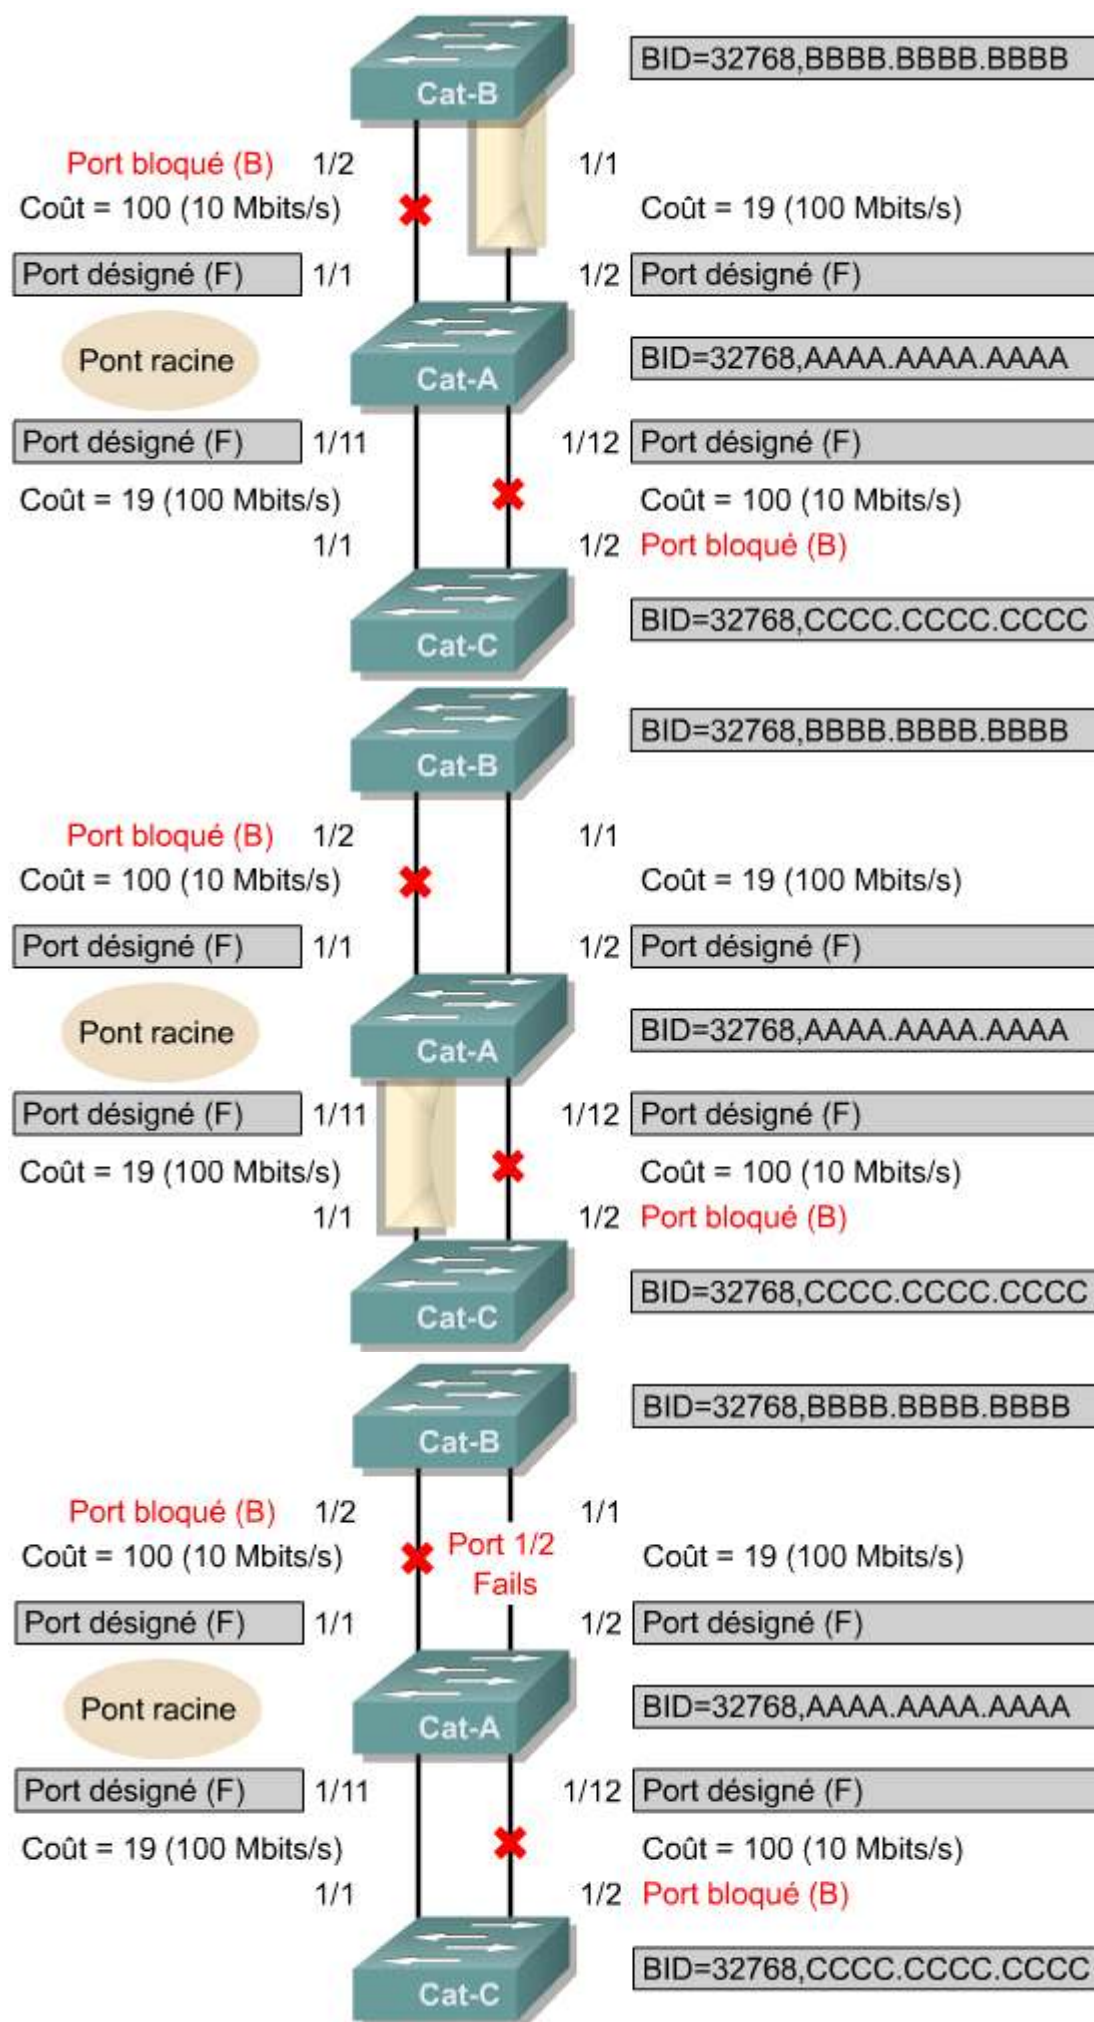 BID=32768,BBBB.BBBB.BBBB
Cat-B
Port bloqué (B) 1/2 1/1
Coût = 100 (10 Mbits/s) Coût = 19 (100 Mbits/s)
Port désigné (F) 1/1 1/2 Port désigné (F)
Pont racine Cat-A BID=32768,AAAA.AAAA.AAAA
Port désigné (F) 1/11 1/12 Port désigné (F)
Coût = 19 (100 Mbits/s) Coût = 100 (10 Mbits/s)
1/1 1/2 Port bloqué (B)
BID=32768,CCCC.CCCC.CCCC
Cat-C
BID=32768,BBBB.BBBB.BBBB
Cat-B
Port bloqué (B) 1/2 1/1
Coût = 100 (10 Mbits/s) Coût = 19 (100 Mbits/s)
Port désigné (F) 1/1 1/2 Port désigné (F)
Pont racine Cat-A BID=32768,AAAA.AAAA.AAAA
Port désigné (F) 1/11 1/12 Port désigné (F)
Coût = 19 (100 Mbits/s) Coût = 100 (10 Mbits/s)
1/1 1/2 Port bloqué (B)
BID=32768,CCCC.CCCC.CCCC
Cat-C
BID=32768,BBBB.BBBB.BBBB
Cat-B
Port bloqué (B) 1/2 1/1
Port 1/2
Coût = 100 (10 Mbits/s) Coût = 19 (100 Mbits/s)
Fails
Port désigné (F) 1/1 1/2 Port désigné (F)
Pont racine Cat-A BID=32768,AAAA.AAAA.AAAA
Port désigné (F) 1/11 1/12 Port désigné (F)
Coût = 19 (100 Mbits/s) Coût = 100 (10 Mbits/s)
1/1 1/2 Port bloqué (B)
BID=32768,CCCC.CCCC.CCCC
Cat-C